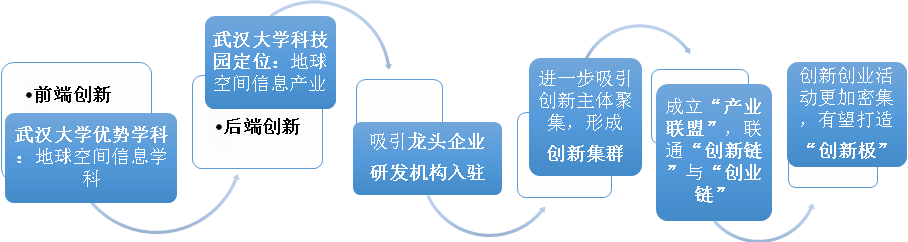 •前端创新
武汉大学优势学科
：地球空间信息学
科
武汉大学科技
园定位：地球
空间信息产业
•后端创新
吸引龙头企业
研发机构入驻
进一步吸引
创新主体聚
集，形成
创新集群
成立“产业
联盟”，联
通“创新链
”与“创业
链”
创新创业活
动更加密集
，有望打造
“创新极”